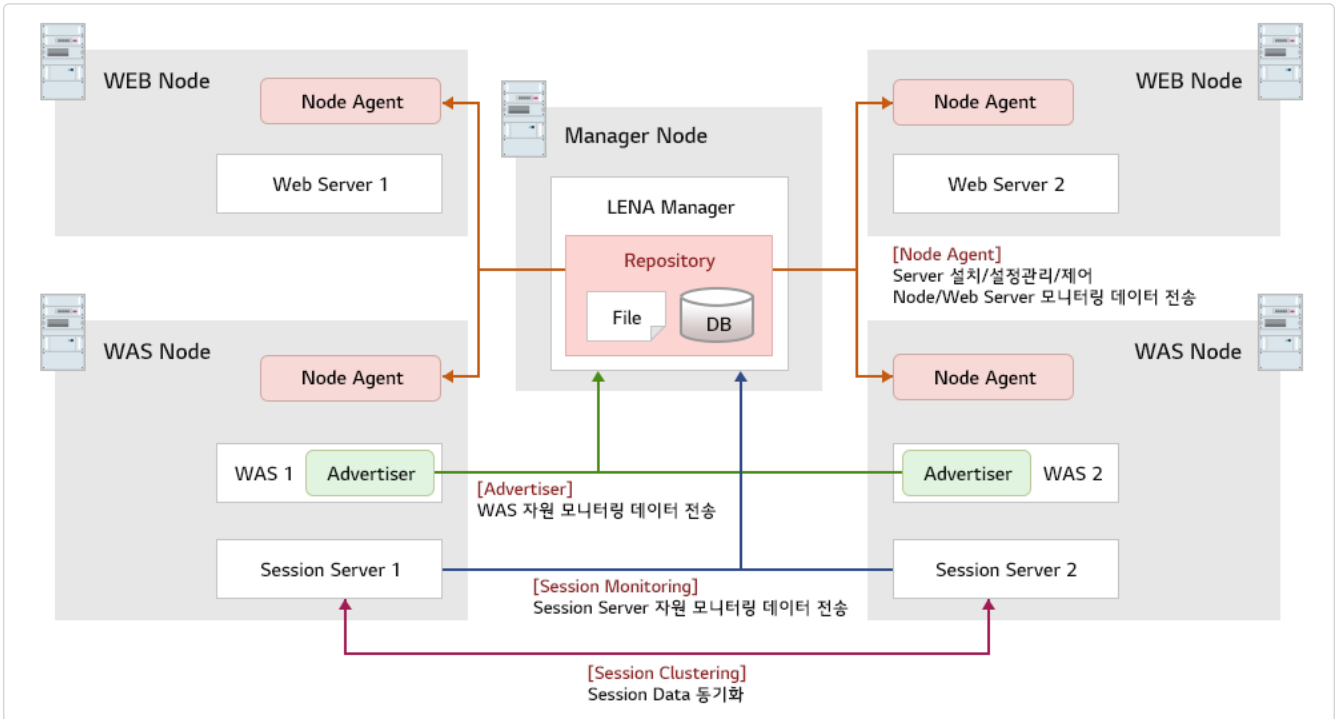 WEB Node
Node Agent
Web Server 1
Manager Node
LENA Manager
Repository
File
DB
WEB Node
Node Agent
Web Server 2
[Node Agent]
Server 설치/설정관리/제어
Node/Web Server 모니터링 데이터 전송
WAS Node
Node Agent
WAS 1
Advertiser
Session Server 1
WAS Node
Node Agent
Advertiser
WAS 2
Session Server 2
[Advertiser]
WAS 자원 모니터링 데이터 전송
[Session Monitoring]
Session Server 자원 모니터링 데이터 전송
[Session Clustering]
Session Data 동기화